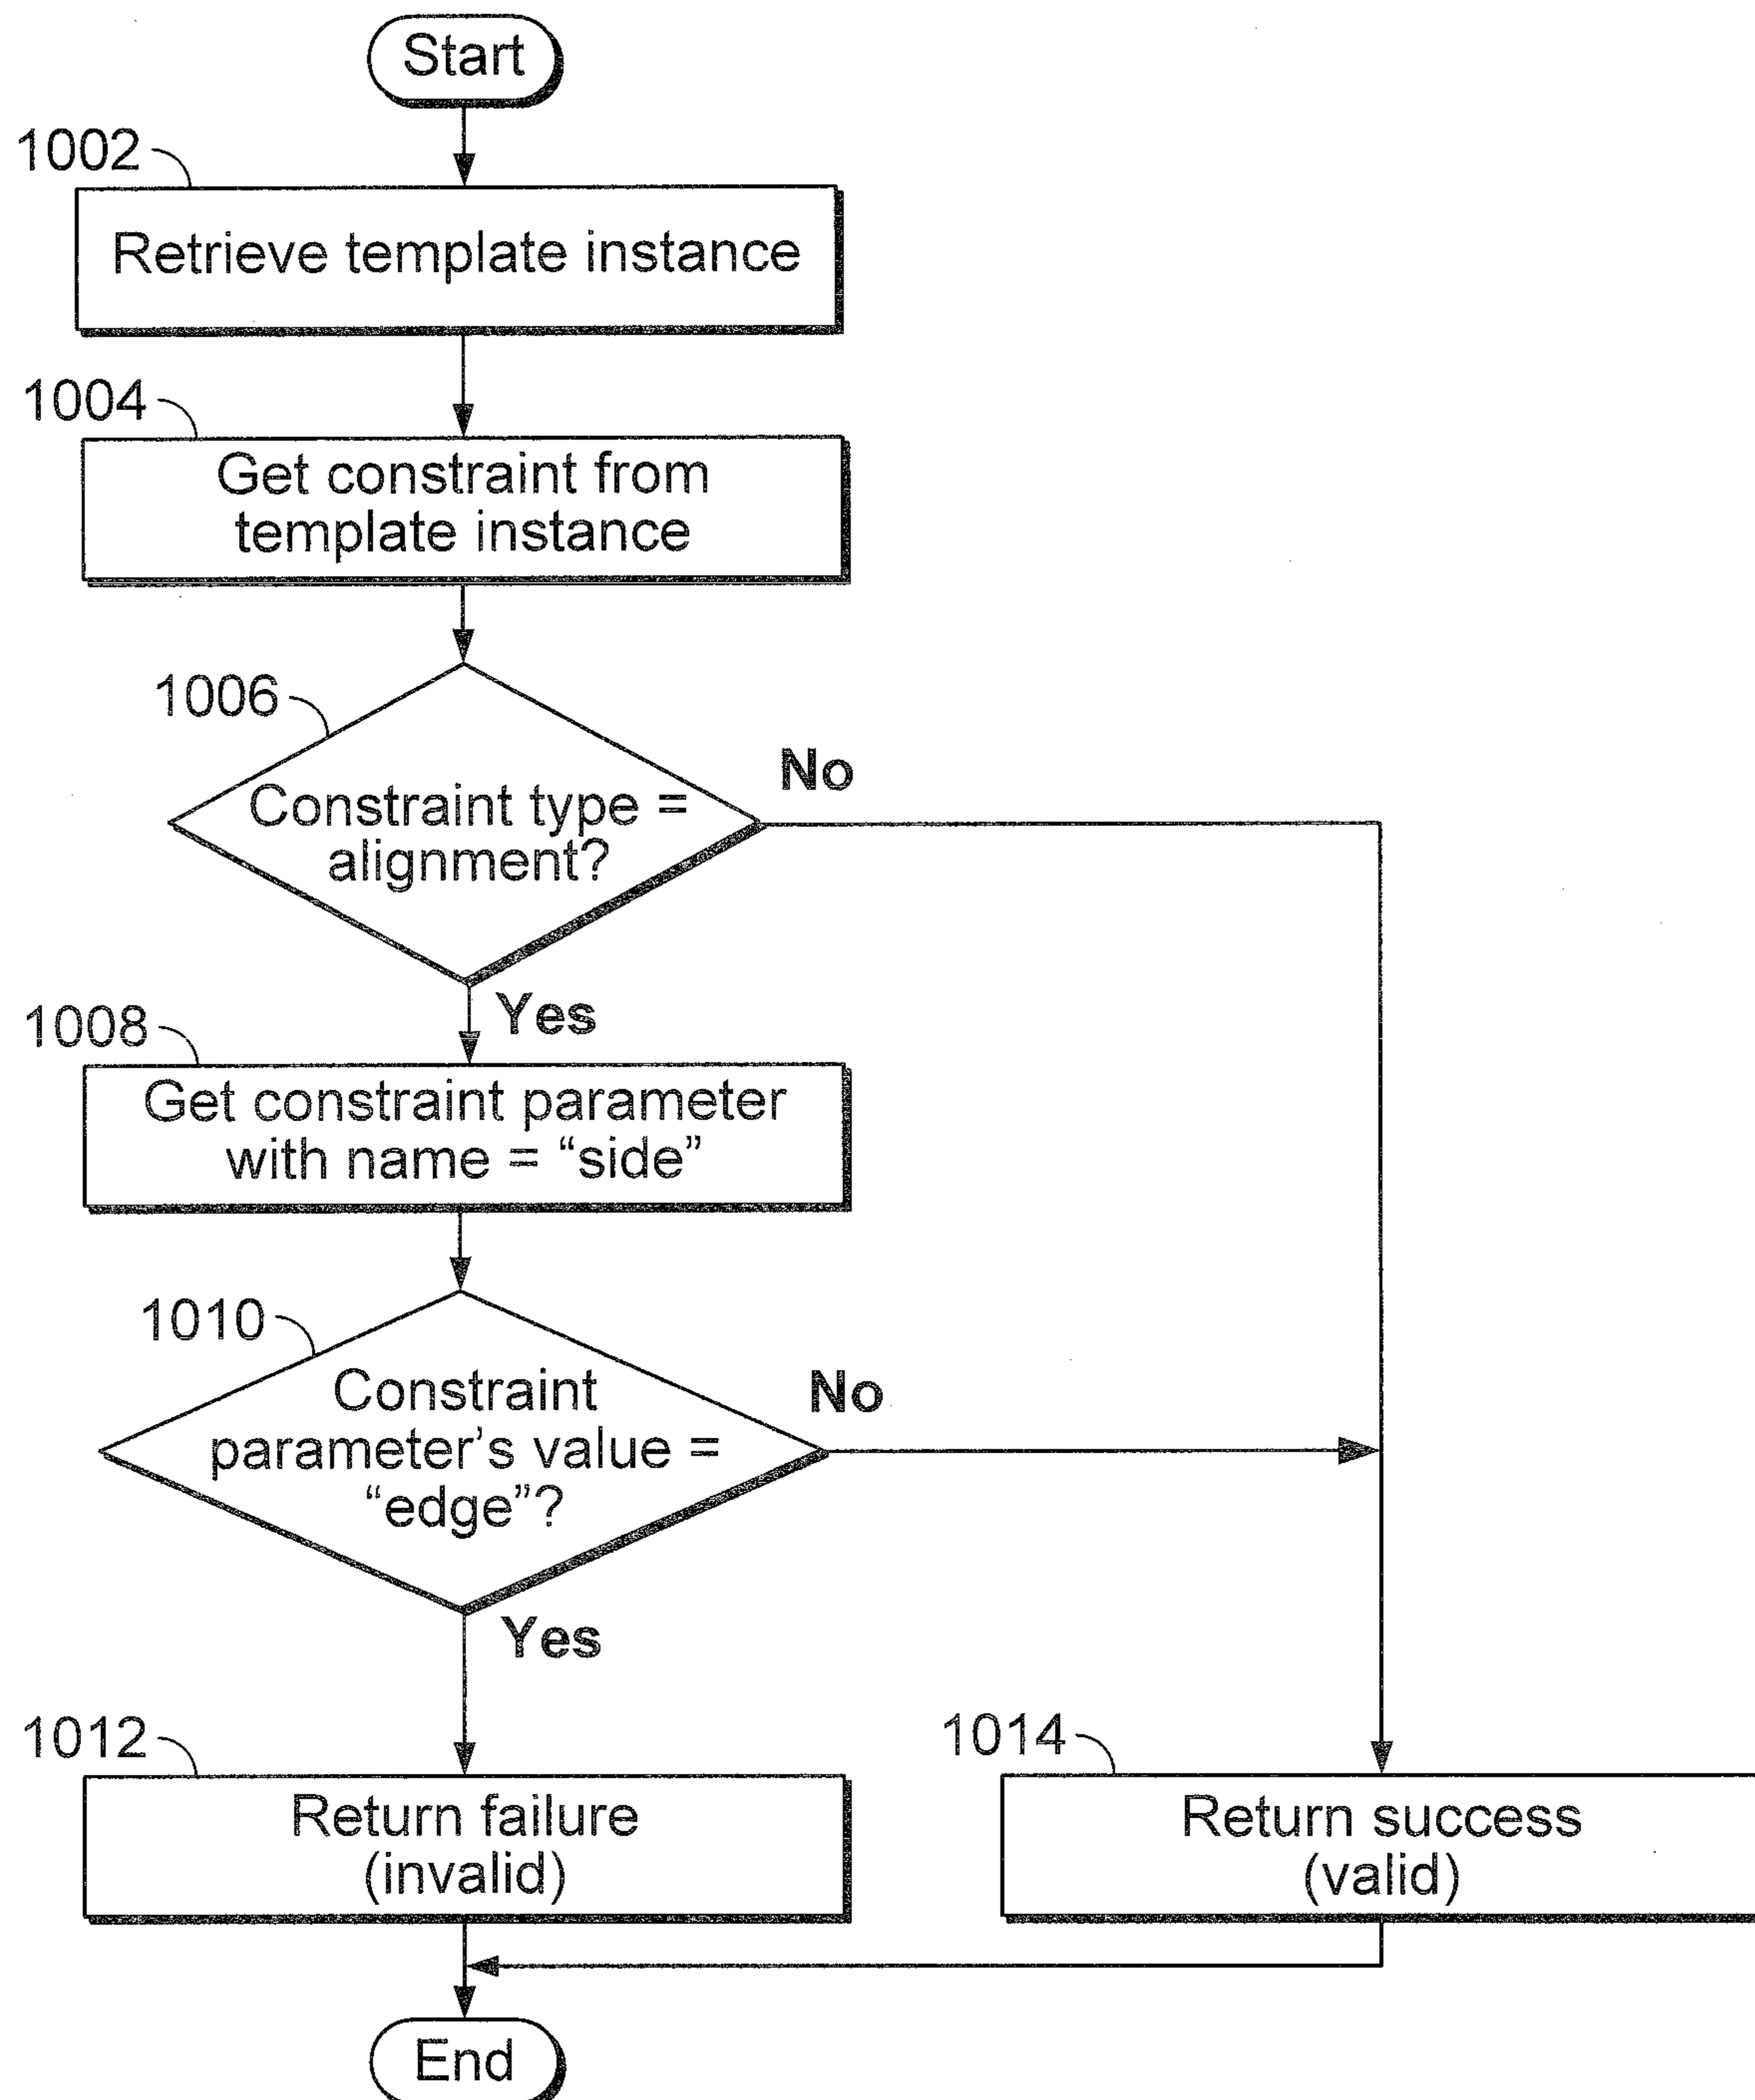 Start
1002
Retrieve template instance
1004
Get constraint from
template instance
1006
Constraint type =
alignment?
No
Yes
1008
Get constraint parameter
with name = “side”
1010
Constraint
parameter’s value =
“edge”?
No
Yes
1012
Return failure
(invalid)
1014
Return success
(valid)
End